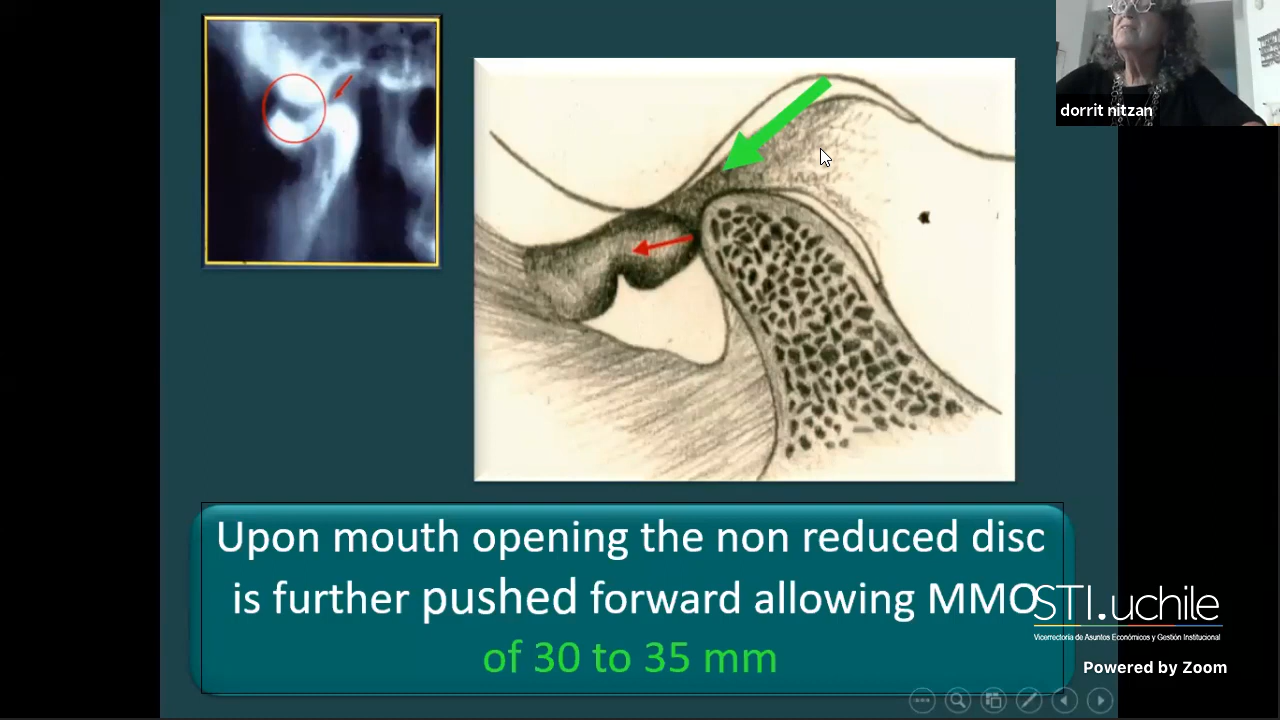 dorrit nitzan
Upon mouth opening the non reduced disc
is further pushed forward allowing MMO
of 30 to 35 mm
STI.uchile
Vicerrectoría de Asuntos Económicos y Gestión Institucional
Powered by Zoom